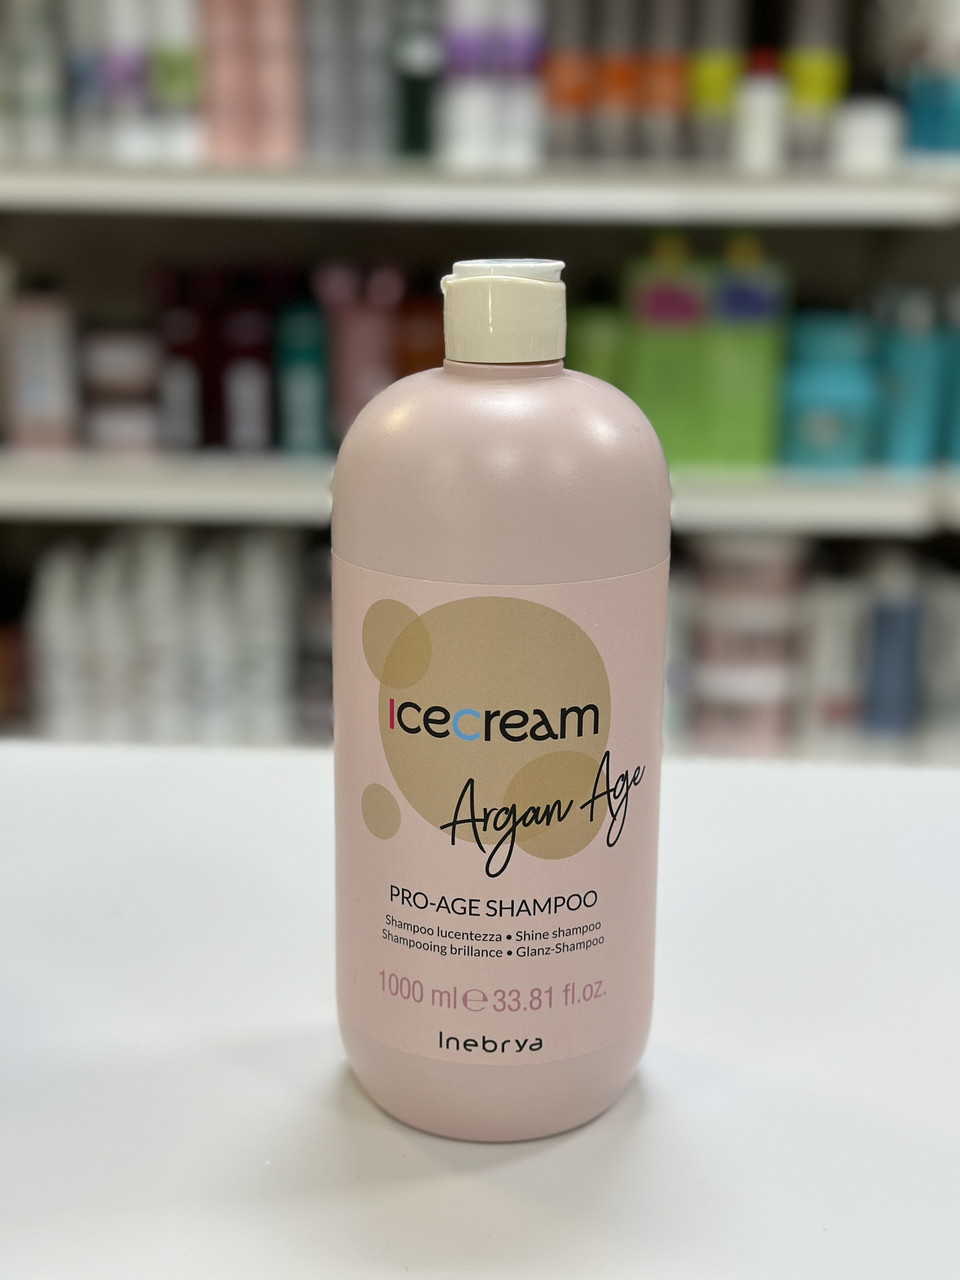 Icecream
Argan Age
PRO-AGE SHAMPOO
Shampoo lucentezza • Shine shampoo
Shampooing brillance • Glanz-Shampoo
1000 ml ℮ 33.81 fl.oz.
Inebrya